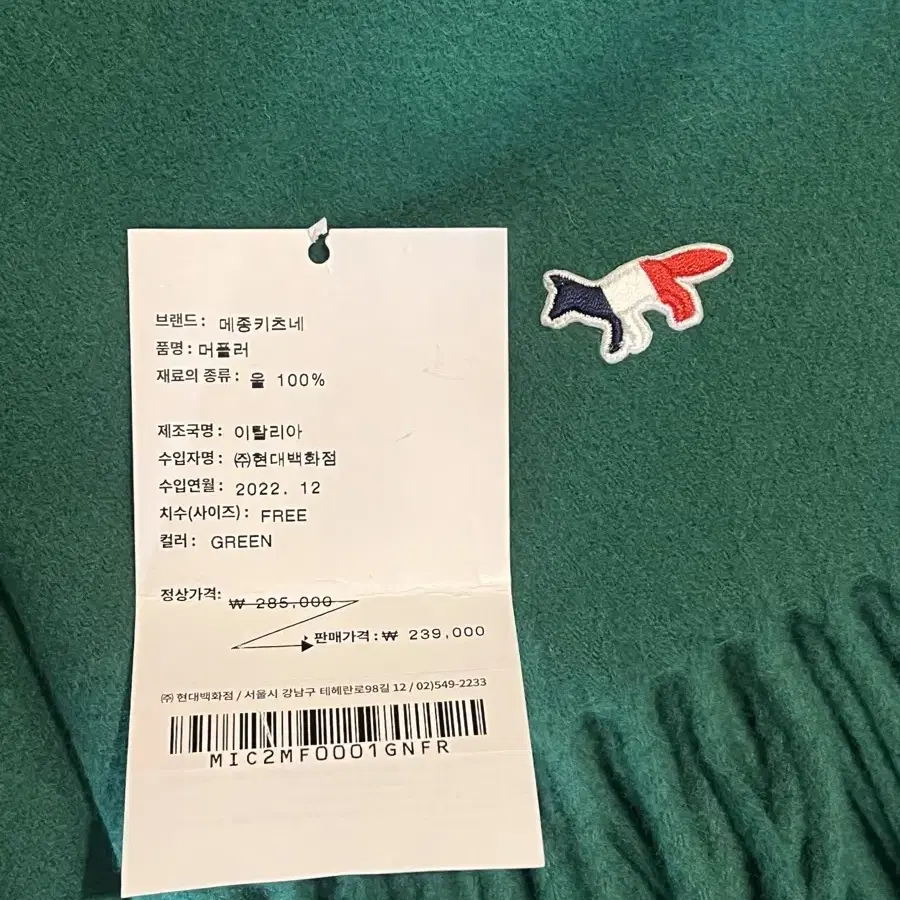 브랜드: 메종키츠네
품명: 머플러
재료의 종류: 울 100%
제조국명: 이탈리아
수입자명: ㈜현대백화점
수입연월: 2022. 12
치수(사이즈): FREE
컬러: GREEN
정상가격: ₩ 285,000
판매가격:₩ 239,000
㈜ 현대백화점 / 서울시 강남구 테헤란로98길 12 / 02)549-2233
MIC2MF0001GNFR